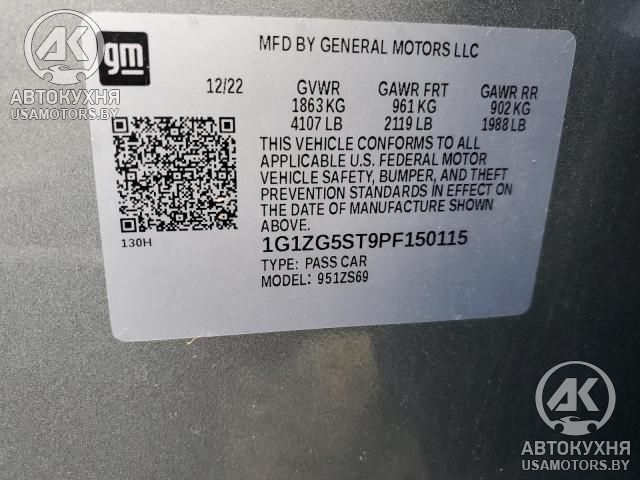 gm
MFD BY GENERAL MOTORS LLC
12/22 GVWR GAWR FRT GAWR RR
1863 KG 961 KG 902 KG
4107 LB 2119 LB 1988 LB
THIS VEHICLE CONFORMS TO ALL
APPLICABLE U.S. FEDERAL MOTOR
VEHICLE SAFETY, BUMPER, AND THEFT
PREVENTION STANDARDS IN EFFECT ON
THE DATE OF MANUFACTURE SHOWN
ABOVE.
130H
1G1ZG5ST9PF150115
TYPE: PASS CAR
MODEL: 951ZS69
АК
АВТОКУХНЯ
USAMOTORS.BY
АК
АВТОКУХНЯ
USAMOTORS.BY